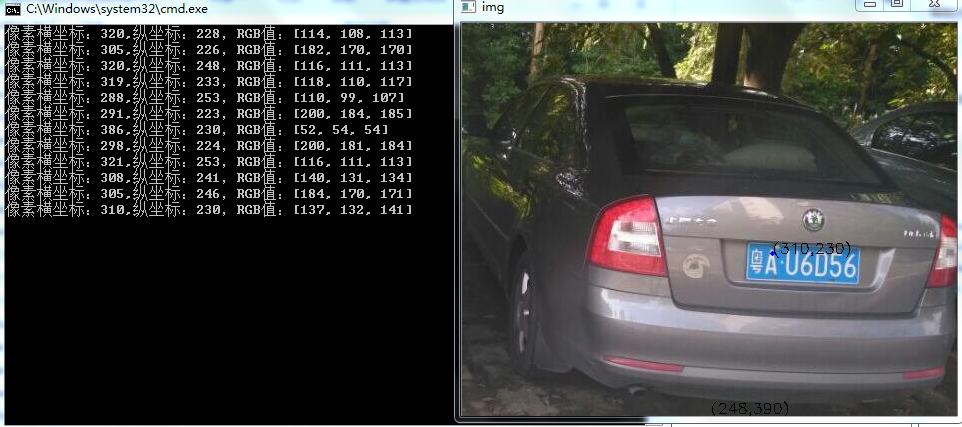 C:\Windows\system32\cmd.exe
像素横坐标: 320,纵坐标: 228, RGB值: [114, 108, 113]
像素横坐标: 305,纵坐标: 226, RGB值: [182, 170, 170]
像素横坐标: 320,纵坐标: 248, RGB值: [116, 111, 113]
像素横坐标: 319,纵坐标: 233, RGB值: [118, 110, 117]
像素横坐标: 288,纵坐标: 253, RGB值: [110, 99, 107]
像素横坐标: 291,纵坐标: 223, RGB值: [200, 184, 185]
像素横坐标: 386,纵坐标: 230, RGB值: [52, 54, 54]
像素横坐标: 298,纵坐标: 224, RGB值: [200, 181, 184]
像素横坐标: 321,纵坐标: 253, RGB值: [116, 111, 113]
像素横坐标: 308,纵坐标: 241, RGB值: [140, 131, 134]
像素横坐标: 305,纵坐标: 246, RGB值: [184, 170, 171]
像素横坐标: 310,纵坐标: 230, RGB值: [137, 132, 141]
img
(310,230)
粤A·U6D56
(248,390)